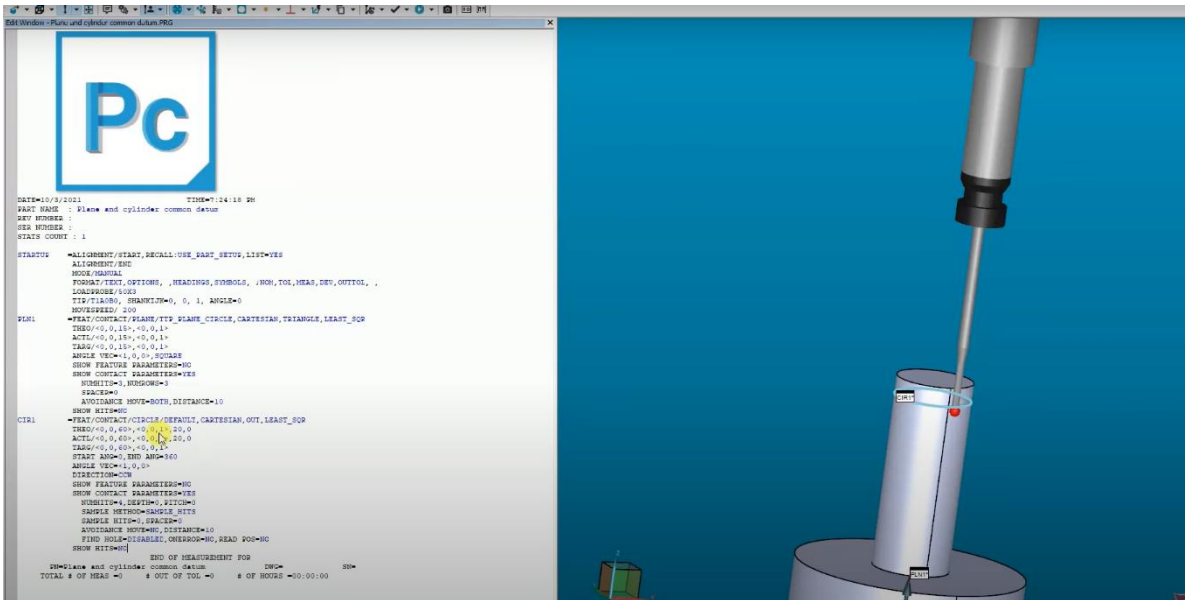 Edit Window - Plane and cylinder common datum.PRG
Pc
DATE=10/3/2021 TIME=7:24:18 PM
PART NAME : Plane and cylinder common datum
REV NUMBER :
SER NUMBER :
STATS COUNT : 1
STARTUP =ALIGNMENT/START,RECALL:USE_PART_SETUP,LIST=YES
ALIGNMENT/END
MODE/MANUAL
FORMAT/TEXT,OPTIONS, ,HEADINGS,SYMBOLS, ;NOM,TOL,MEAS,DEV,OUTTOL, ,
LOADPROBE/50X3
TIP/T1A0B0, SHANKIJK=0, 0, 1, ANGLE=0
MOVESPEED/ 200
PLN1 =FEAT/CONTACT/PLANE/TTP_PLANE_CIRCLE,CARTESIAN,TRIANGLE,LEAST_SQR
THEO/<0,0,15>,<0,0,1>
ACTL/<0,0,15>,<0,0,1>
TARG/<0,0,15>,<0,0,1>
ANGLE VEC=<1,0,0>,SQUARE
SHOW FEATURE PARAMETERS=NO
SHOW CONTACT PARAMETERS=YES
NUMHITS=3,NUMROWS=3
SPACER=0
AVOIDANCE MOVE=BOTH,DISTANCE=10
SHOW HITS=NO
CIR1 =FEAT/CONTACT/CIRCLE/DEFAULT,CARTESIAN,OUT,LEAST_SQR
THEO/<0,0,60>,<0,0,1>,20,0
ACTL/<0,0,60>,<0,0,1>,20,0
TARG/<0,0,60>,<0,0,1>
START ANG=0,END ANG=360
ANGLE VEC=<1,0,0>
DIRECTION=CCW
SHOW FEATURE PARAMETERS=NO
SHOW CONTACT PARAMETERS=YES
NUMHITS=4,DEPTH=0,PITCH=0
SAMPLE METHOD=SAMPLE_HITS
SAMPLE HITS=0,SPACER=0
AVOIDANCE MOVE=NO,DISTANCE=10
FIND HOLE=DISABLED,ONERROR=NO,READ POS=NO
SHOW HITS=NO
END OF MEASUREMENT FOR
PN=Plane and cylinder common datum DWG= SN=
TOTAL # OF MEAS =0 # OUT OF TOL =0 # OF HOURS =00:00:00
CIR1*
PLN1*